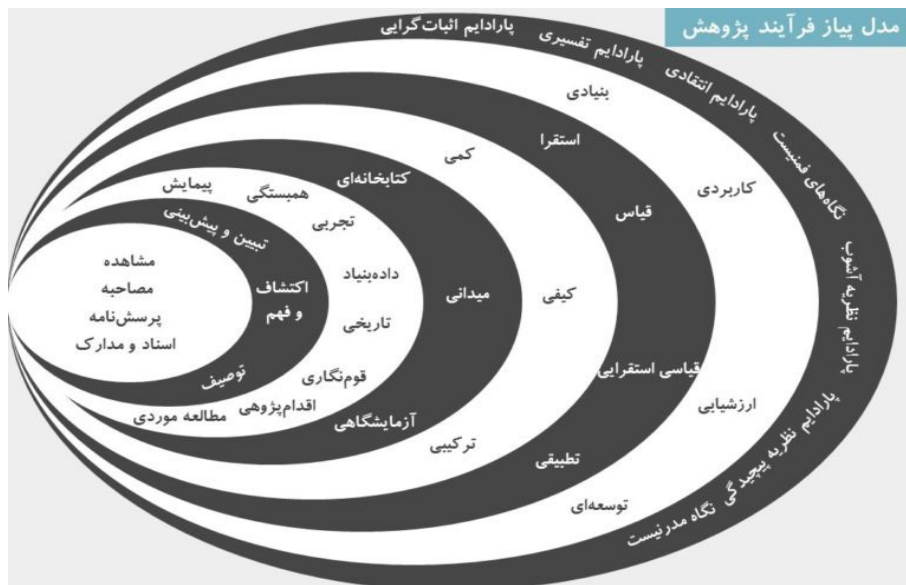 مدل پیاز فرآیند پژوهش
پارادایم اثبات‌گرایی
پارادایم تفسیری
پارادایم انتقادی
نگاه‌های فمنیست
پارادایم نظریه آشوب
پارادایم نظریه پیچیدگی
نگاه مدرنیست
بنیادی
کاربردی
ارزشیابی
توسعه‌ای
استقرا
قیاس
قیاسی استقرایی
تطبیقی
کمی
کیفی
ترکیبی
کتابخانه‌ای
میدانی
آزمایشگاهی
پیمایش
همبستگی
تجربی
داده‌بنیاد
تاریخی
قوم‌نگاری
اقدام‌پژوهی
مطالعه موردی
تبیین و پیش‌بینی
اکتشاف
و فهم
توصیف
مشاهده
مصاحبه
پرسش‌نامه
اسناد و مدارک